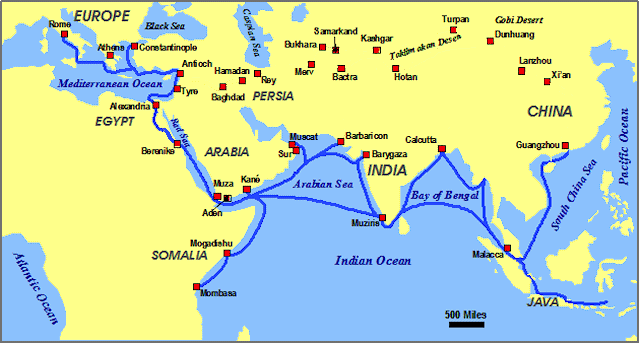 EUROPE
Rome
Black Sea
Athens
Constantinople
Caspian Sea
Antioch
Mediterranean Ocean
Tyre
Alexandria
EGYPT
Red Sea
Berenike
Hamadan
Rey
Baghdad
PERSIA
Bukhara
Samarkand
Merv
Bactra
Kashgar
Taklimakan Desert
Hotan
Turpan
Gobi Desert
Dunhuang
Lanzhou
Xi'an
CHINA
Guangzhou
Pacific Ocean
South China Sea
ARABIA
Muscat
Sur
Barbaricon
Barygaza
INDIA
Calcutta
Muza
Kané
Aden
Arabian Sea
Bay of Bengal
Muziris
SOMALIA
Mogadishu
Mombasa
Atlantic Ocean
Indian Ocean
Malacca
JAVA
500 Miles